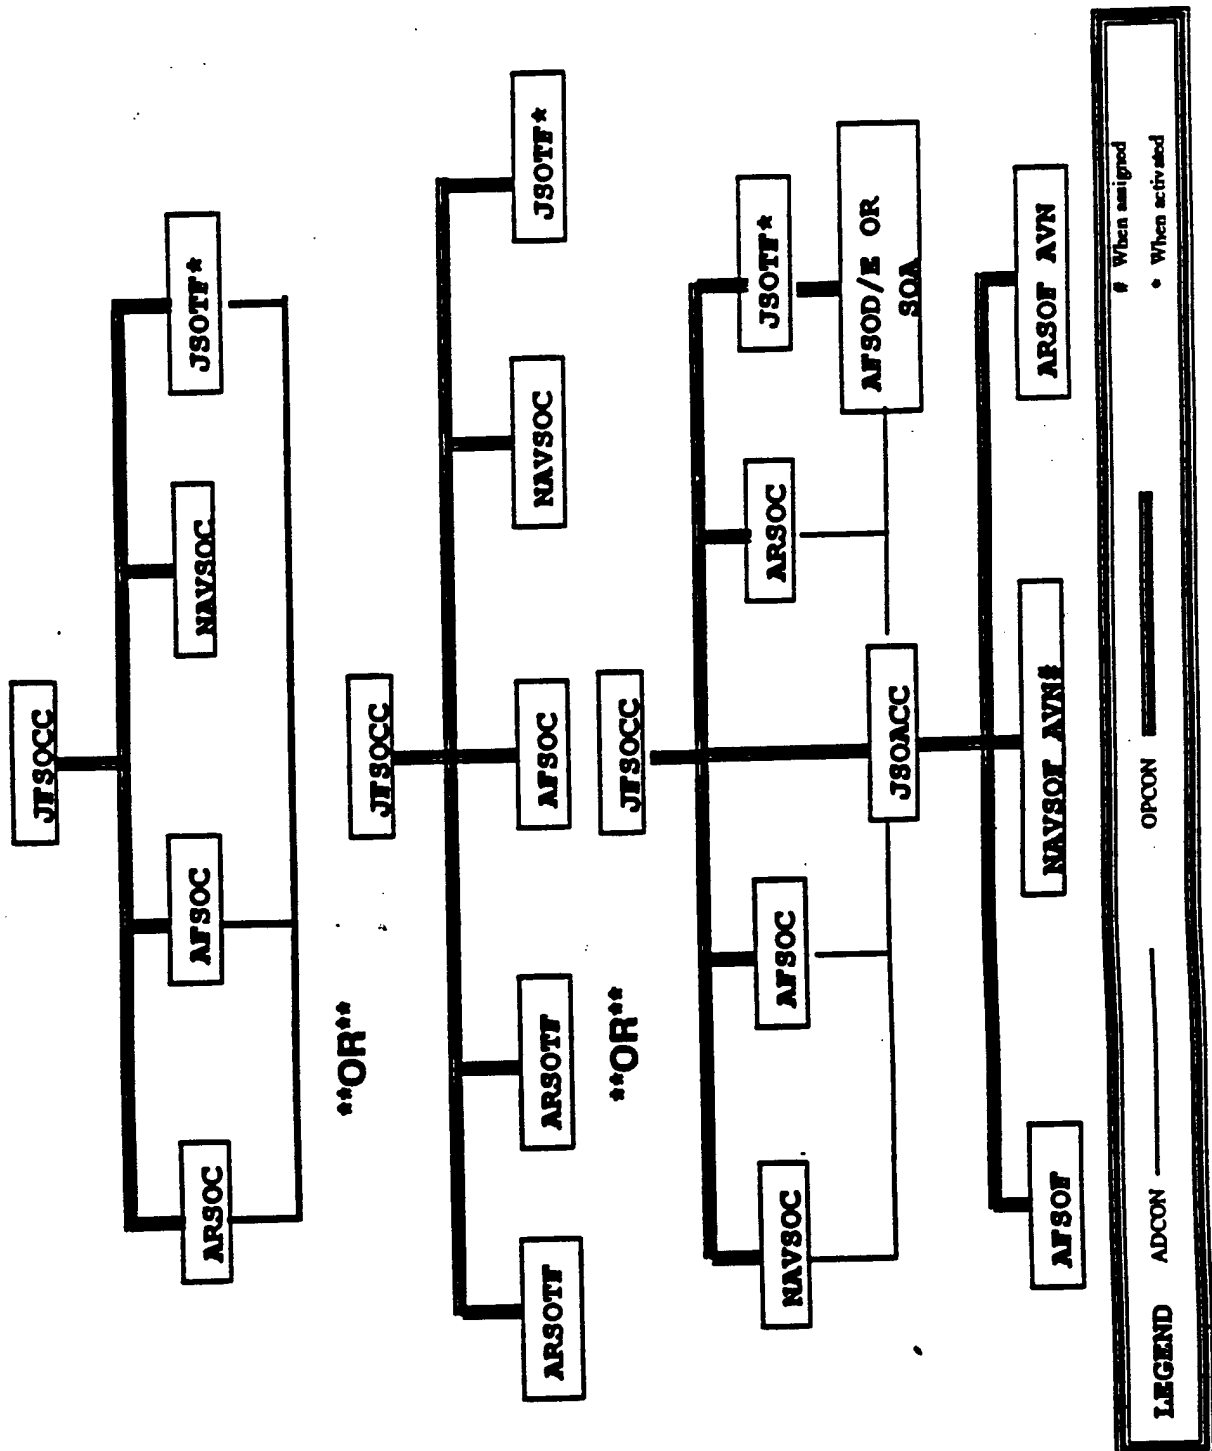 JFSOCC
ARSOC
AFSOC
NAVSOC
JSOTF*
**OR**
JFSOCC
ARSOTF
ARSOTF
AFSOC
NAVSOC
JSOTF*
**OR**
JFSOCC
NAVSOC
AFSOC
ARSOC
JSOTF*
JSOACC
AFSOD/E OR
SOA
AFSOF
NAVSOF AVN#
ARSOF AVN
LEGEND ADCON OPCON # When assigned
* When activated